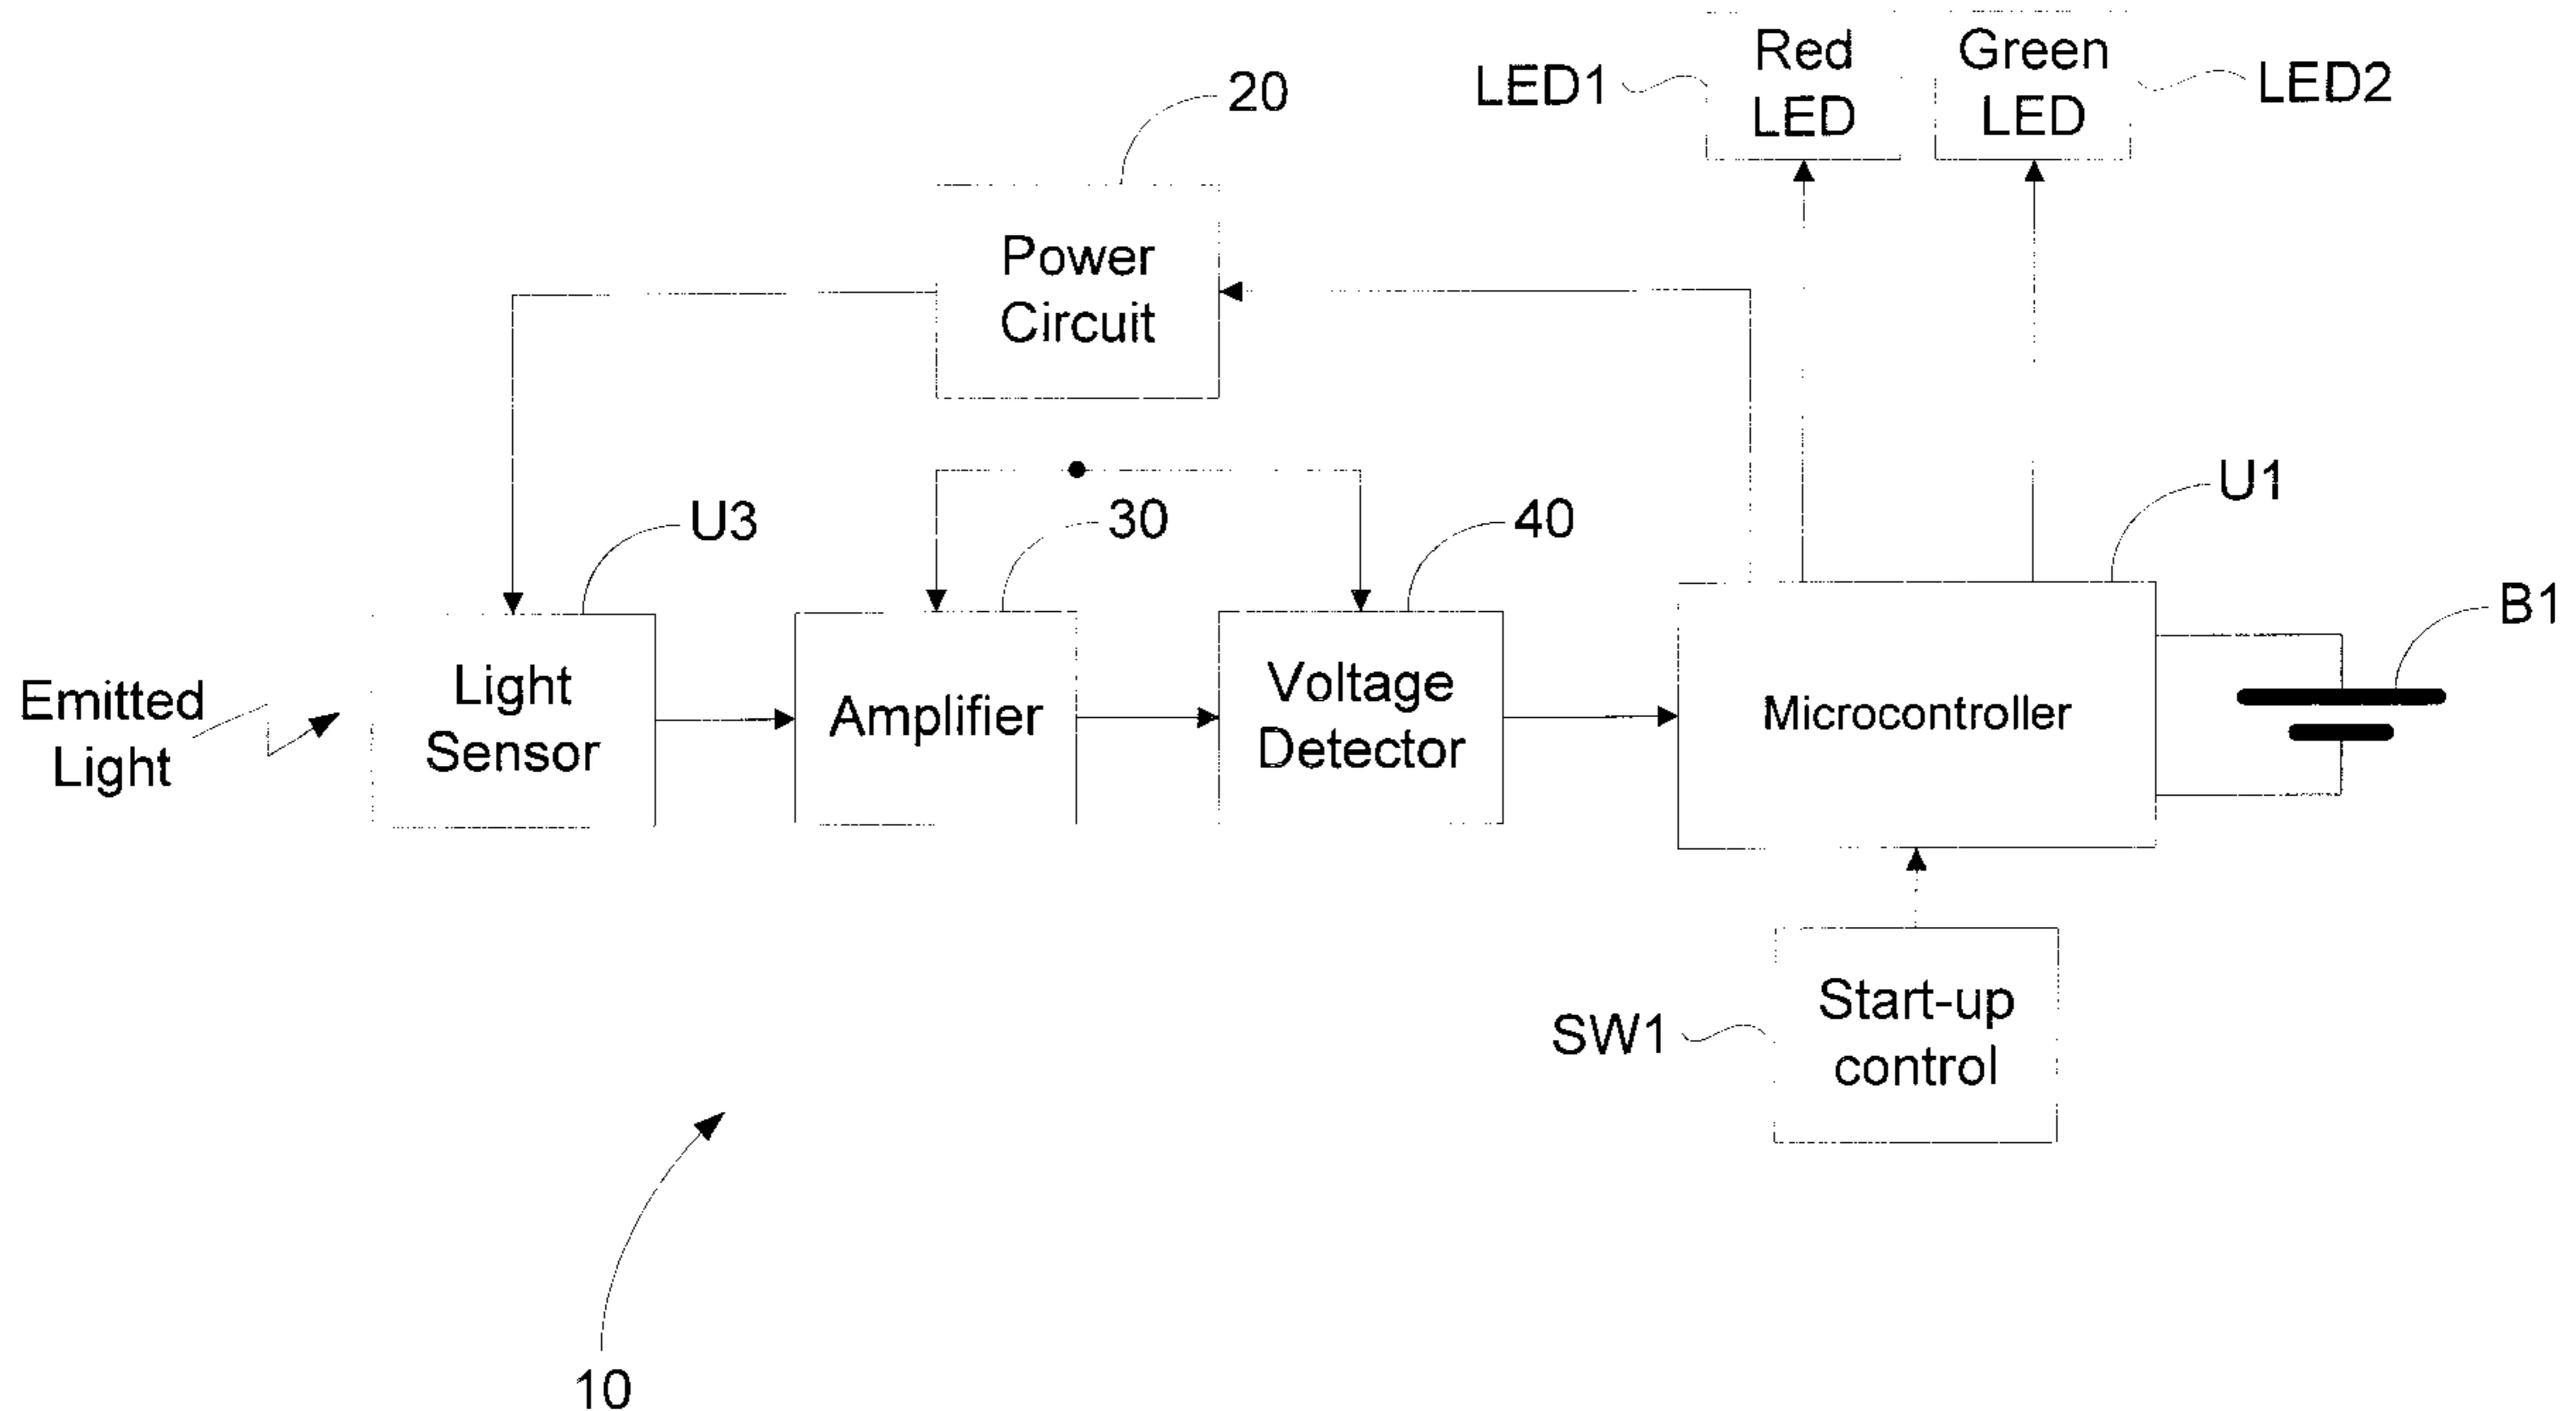 Red
LED
Green
LED
LED1
LED2
20
Power
Circuit
U3
30
40
U1
B1
Emitted
Light
Light
Sensor
Amplifier
Voltage
Detector
Microcontroller
SW1
Start-up
control
10